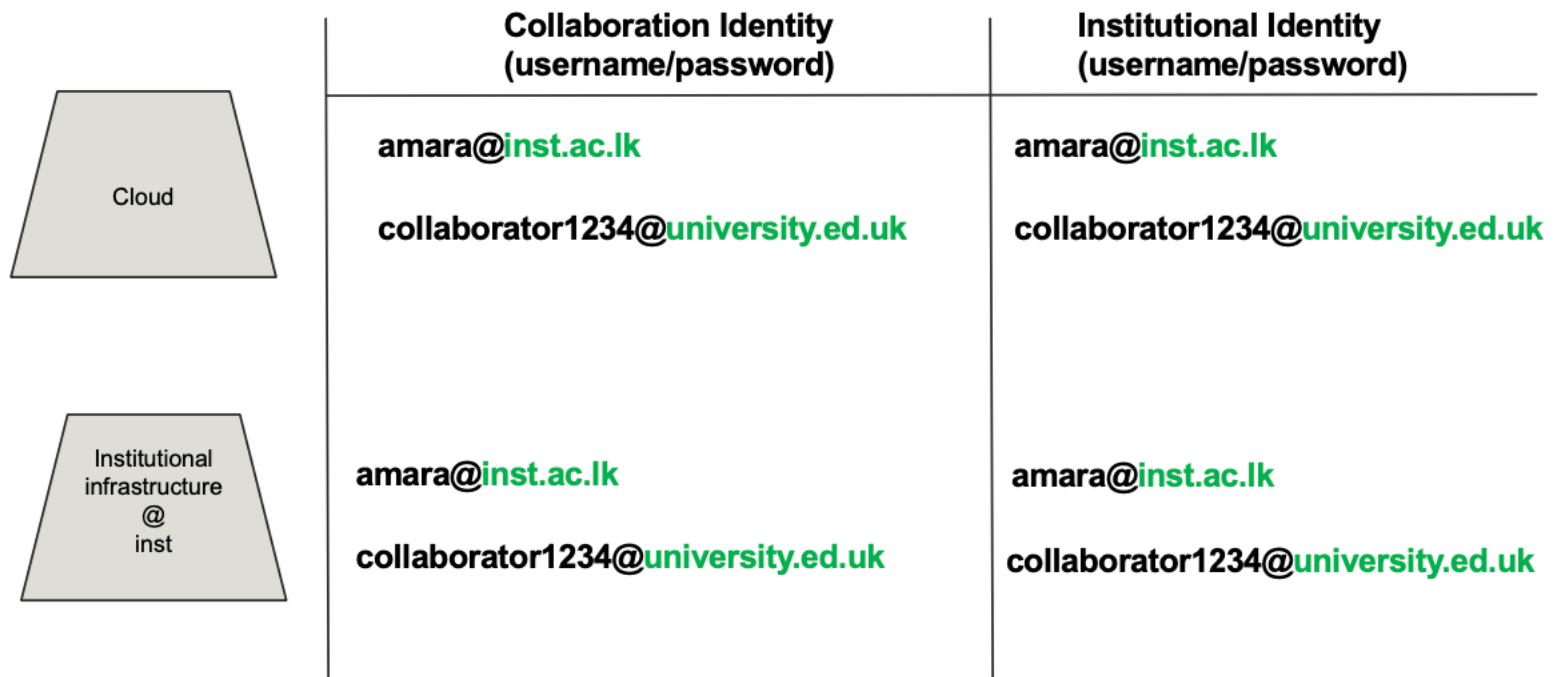 Collaboration Identity
(username/password)
Institutional Identity
(username/password)
Cloud
amara@inst.ac.lk
amara@inst.ac.lk
collaborator1234@university.ed.uk
collaborator1234@university.ed.uk
Institutional
infrastructure
@
inst
amara@inst.ac.lk
amara@inst.ac.lk
collaborator1234@university.ed.uk
collaborator1234@university.ed.uk